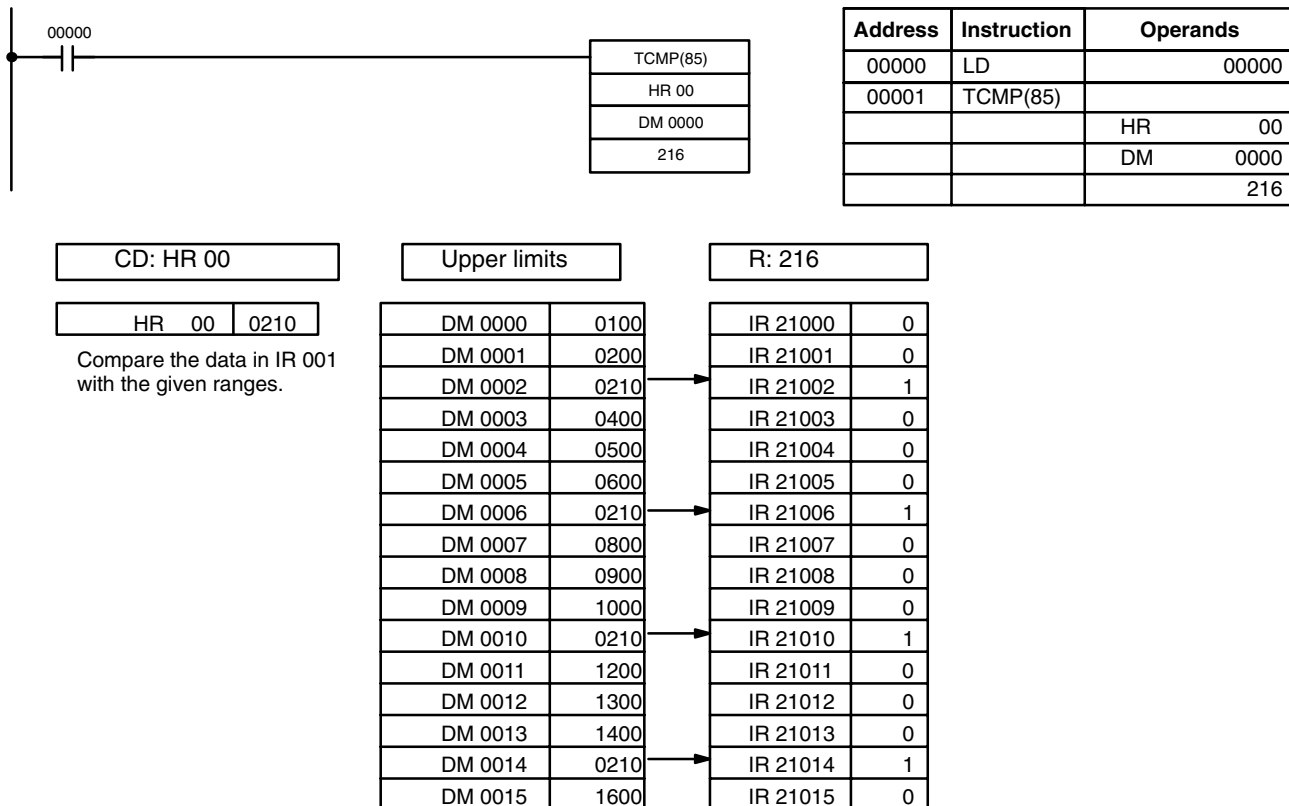 00000
TCMP(85)
HR 00
DM 0000
216
Address Instruction Operands
00000 LD 00000
00001 TCMP(85)
HR 00
DM 0000
216
CD: HR 00
Upper limits
R: 216
HR 00 0210
Compare the data in IR 001
with the given ranges.
DM 0000 0100 IR 21000 0
DM 0001 0200 IR 21001 0
DM 0002 0210 IR 21002 1
DM 0003 0400 IR 21003 0
DM 0004 0500 IR 21004 0
DM 0005 0600 IR 21005 0
DM 0006 0210 IR 21006 1
DM 0007 0800 IR 21007 0
DM 0008 0900 IR 21008 0
DM 0009 1000 IR 21009 0
DM 0010 0210 IR 21010 1
DM 0011 1200 IR 21011 0
DM 0012 1300 IR 21012 0
DM 0013 1400 IR 21013 0
DM 0014 0210 IR 21014 1
DM 0015 1600 IR 21015 0